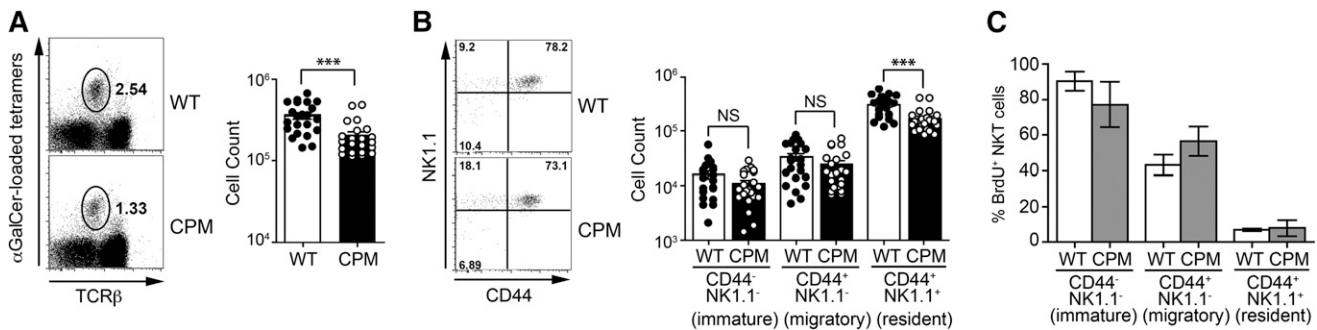 A
αGalCer-loaded tetramers
2.54
WT
1.33
CPM
TCRβ
Cell Count
10⁶
10⁵
10⁴
***
WT CPM
B
NK1.1
9.2 78.2
10.4
WT
18.1 73.1
6.89
CPM
CD44
Cell Count
10⁶
10⁵
10⁴
10³
NS
NS
***
WT CPM WT CPM WT CPM
CD44⁻ CD44⁺ CD44⁺
NK1.1⁻ NK1.1⁻ NK1.1⁺
(immature) (migratory) (resident)
C
% BrdU⁺ NKT cells
100
80
60
40
20
0
WT CPM WT CPM WT CPM
CD44⁻ CD44⁺ CD44⁺
NK1.1⁻ NK1.1⁻ NK1.1⁺
(immature) (migratory) (resident)